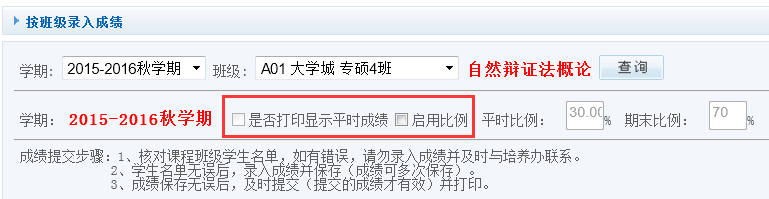 按班级录入成绩
学期: 2015-2016秋学期 班级: A01 大学城 专硕4班 自然辩证法概论 查询
学期: 2015-2016秋学期 是否打印显示平时成绩 启用比例 平时比例: 30.00% 期末比例: 70%
成绩提交步骤：1、核对课程班级学生名单，如有错误，请勿录入成绩并及时与培养办联系。
2、学生名单无误后，录入成绩并保存（成绩可多次保存）。
3、成绩保存无误后，及时提交（提交的成绩才有效）并打印。